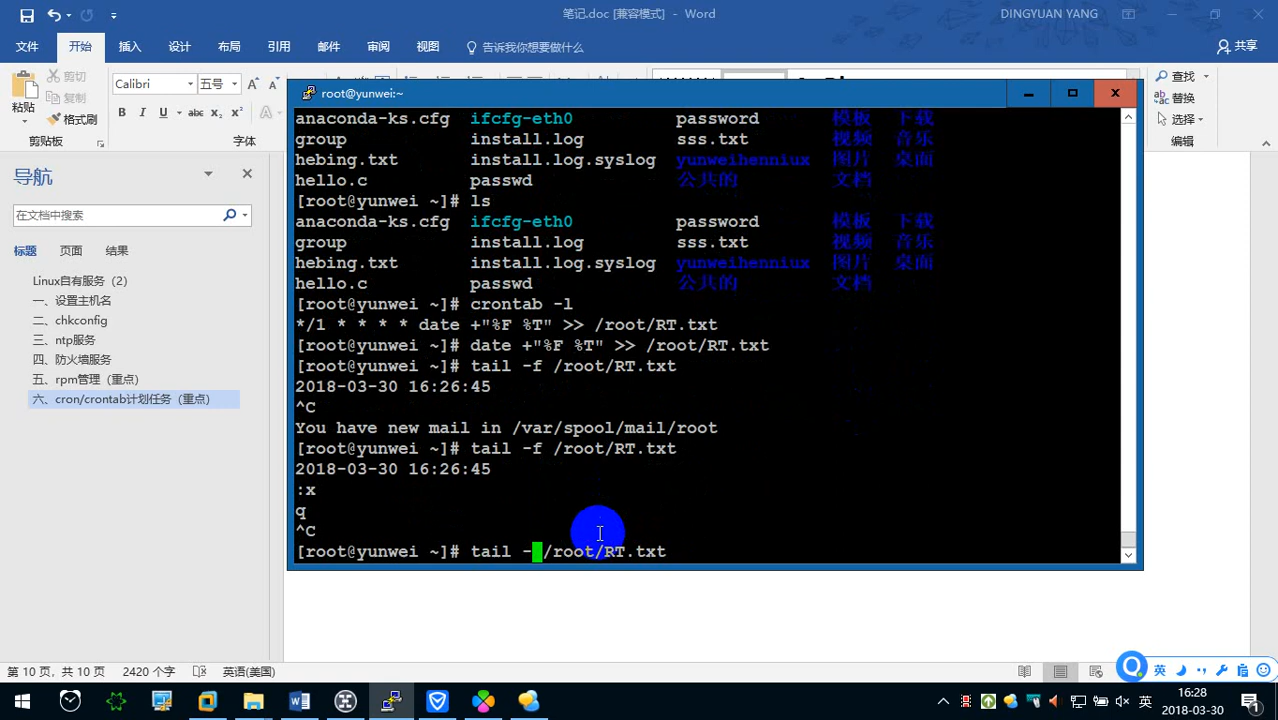 笔记.doc [兼容模式] - Word
DINGYUAN YANG
文件 开始 插入 设计 布局 引用 邮件 审阅 视图 告诉我你想要做什么 共享
粘贴
剪切
复制
格式刷
剪贴板
Calibri 五号
B I U abc x₂ x²
字体
查找
替换
选择
编辑
导航
在文档中搜索
标题 页面 结果
Linux自有服务（2）
一、设置主机名
二、chkconfig
三、ntp服务
四、防火墙服务
五、rpm管理（重点）
六、cron/crontab计划任务（重点）
root@yunwei:~
anaconda-ks.cfg ifcfg-eth0 password 模板 下载
group install.log sss.txt 视频 音乐
hebing.txt install.log.syslog yunweihenniux 图片 桌面
hello.c passwd 公共的 文档
[root@yunwei ~]# ls
anaconda-ks.cfg ifcfg-eth0 password 模板 下载
group install.log sss.txt 视频 音乐
hebing.txt install.log.syslog yunweihenniux 图片 桌面
hello.c passwd 公共的 文档
[root@yunwei ~]# crontab -l
*/1 * * * * date +"%F %T" >> /root/RT.txt
[root@yunwei ~]# date +"%F %T" >> /root/RT.txt
[root@yunwei ~]# tail -f /root/RT.txt
2018-03-30 16:26:45
^C
You have new mail in /var/spool/mail/root
[root@yunwei ~]# tail -f /root/RT.txt
2018-03-30 16:26:45
:x
q
^C
[root@yunwei ~]# tail - /root/RT.txt
第 10 页，共 10 页 2420 个字 英语(美国)
英
英
16:28
2018-03-30
1